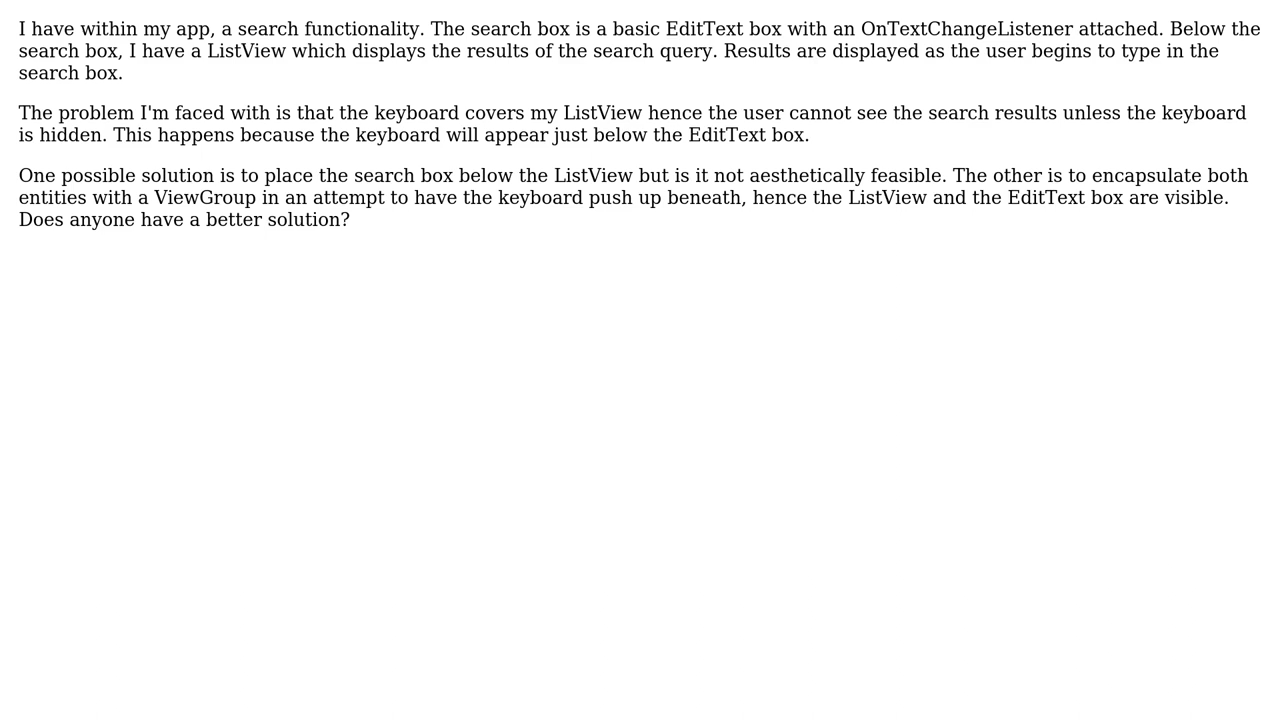 I have within my app, a search functionality. The search box is a basic EditText box with an OnTextChangeListener attached. Below the
search box, I have a ListView which displays the results of the search query. Results are displayed as the user begins to type in the
search box.
The problem I'm faced with is that the keyboard covers my ListView hence the user cannot see the search results unless the keyboard
is hidden. This happens because the keyboard will appear just below the EditText box.
One possible solution is to place the search box below the ListView but is it not aesthetically feasible. The other is to encapsulate both
entities with a ViewGroup in an attempt to have the keyboard push up beneath, hence the ListView and the EditText box are visible.
Does anyone have a better solution?